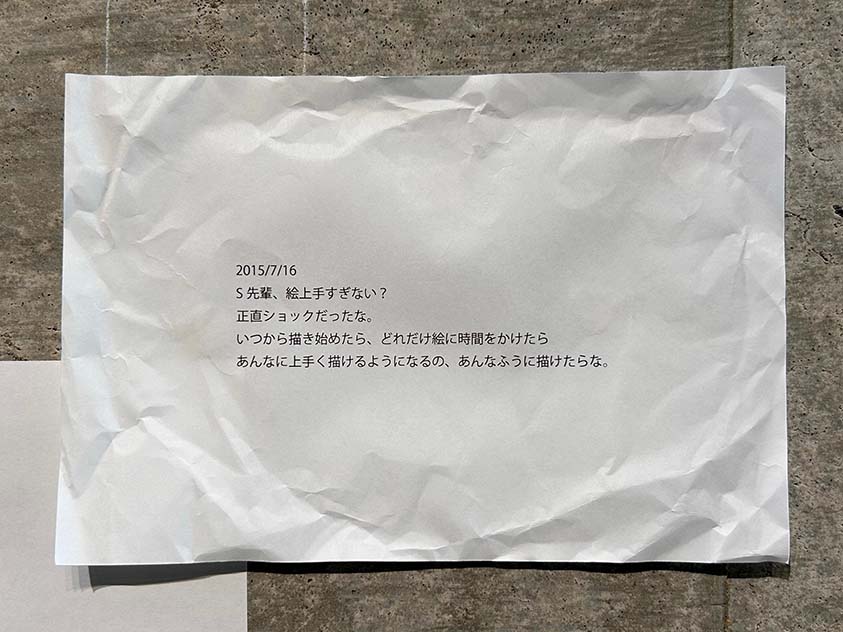 2015/7/16
S 先輩、絵上手すぎない？
正直ショックだったな。
いつから描き始めたら、どれだけ絵に時間をかけたら
あんなに上手く描けるようになるの、あんなふうに描けたらな。